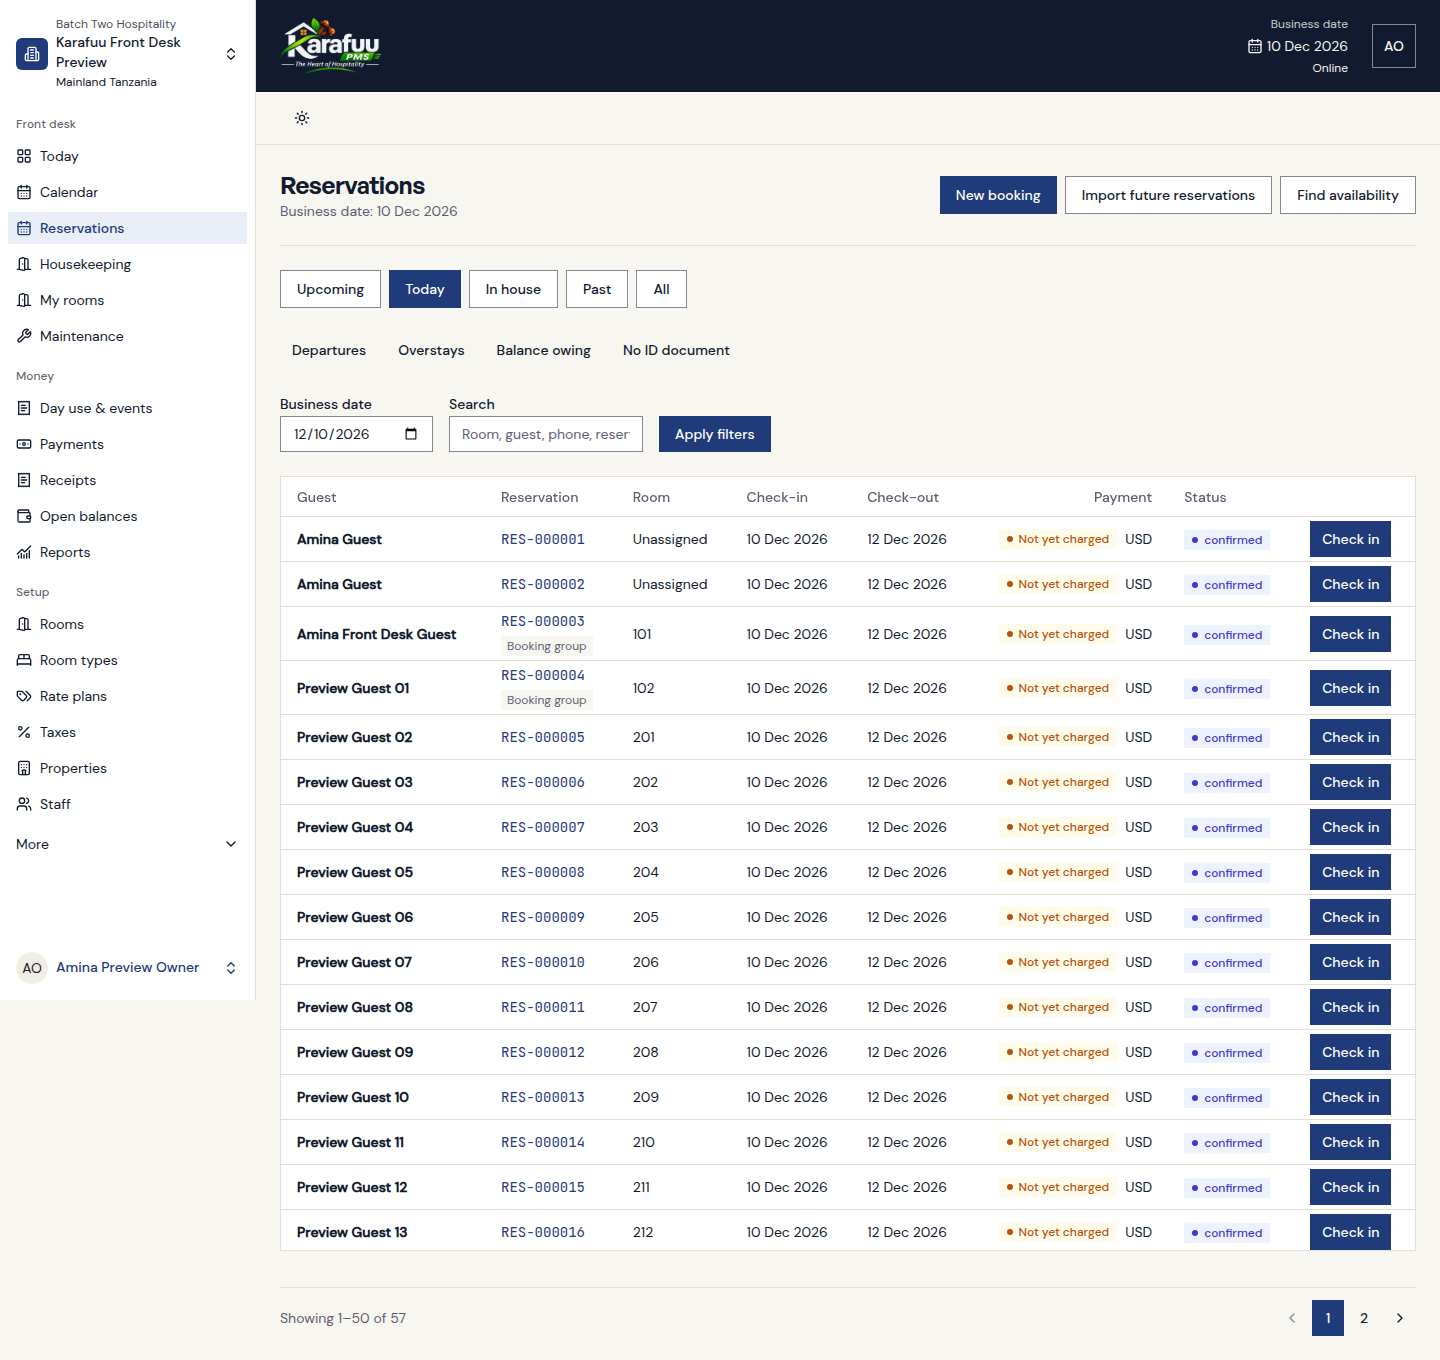 Batch Two Hospitality
Karafuu Front Desk
Preview
Mainland Tanzania
Front desk
Today
Calendar
Reservations
Housekeeping
My rooms
Maintenance
Money
Day use & events
Payments
Receipts
Open balances
Reports
Setup
Rooms
Room types
Rate plans
Taxes
Properties
Staff
More
AO Amina Preview Owner
Karafuu
PMS
The Heart of Hospitality
Business date
10 Dec 2026
Online
AO
Reservations
Business date: 10 Dec 2026
New booking Import future reservations Find availability
Upcoming Today In house Past All
Departures Overstays Balance owing No ID document
Business date Search
12/10/2026 Room, guest, phone, reser Apply filters
Guest Reservation Room Check-in Check-out Payment Status
Amina Guest RES-000001 Unassigned 10 Dec 2026 12 Dec 2026 Not yet charged USD confirmed Check in
Amina Guest RES-000002 Unassigned 10 Dec 2026 12 Dec 2026 Not yet charged USD confirmed Check in
Amina Front Desk Guest RES-000003 Booking group 101 10 Dec 2026 12 Dec 2026 Not yet charged USD confirmed Check in
Preview Guest 01 RES-000004 Booking group 102 10 Dec 2026 12 Dec 2026 Not yet charged USD confirmed Check in
Preview Guest 02 RES-000005 201 10 Dec 2026 12 Dec 2026 Not yet charged USD confirmed Check in
Preview Guest 03 RES-000006 202 10 Dec 2026 12 Dec 2026 Not yet charged USD confirmed Check in
Preview Guest 04 RES-000007 203 10 Dec 2026 12 Dec 2026 Not yet charged USD confirmed Check in
Preview Guest 05 RES-000008 204 10 Dec 2026 12 Dec 2026 Not yet charged USD confirmed Check in
Preview Guest 06 RES-000009 205 10 Dec 2026 12 Dec 2026 Not yet charged USD confirmed Check in
Preview Guest 07 RES-000010 206 10 Dec 2026 12 Dec 2026 Not yet charged USD confirmed Check in
Preview Guest 08 RES-000011 207 10 Dec 2026 12 Dec 2026 Not yet charged USD confirmed Check in
Preview Guest 09 RES-000012 208 10 Dec 2026 12 Dec 2026 Not yet charged USD confirmed Check in
Preview Guest 10 RES-000013 209 10 Dec 2026 12 Dec 2026 Not yet charged USD confirmed Check in
Preview Guest 11 RES-000014 210 10 Dec 2026 12 Dec 2026 Not yet charged USD confirmed Check in
Preview Guest 12 RES-000015 211 10 Dec 2026 12 Dec 2026 Not yet charged USD confirmed Check in
Preview Guest 13 RES-000016 212 10 Dec 2026 12 Dec 2026 Not yet charged USD confirmed Check in
Showing 1–50 of 57 1 2